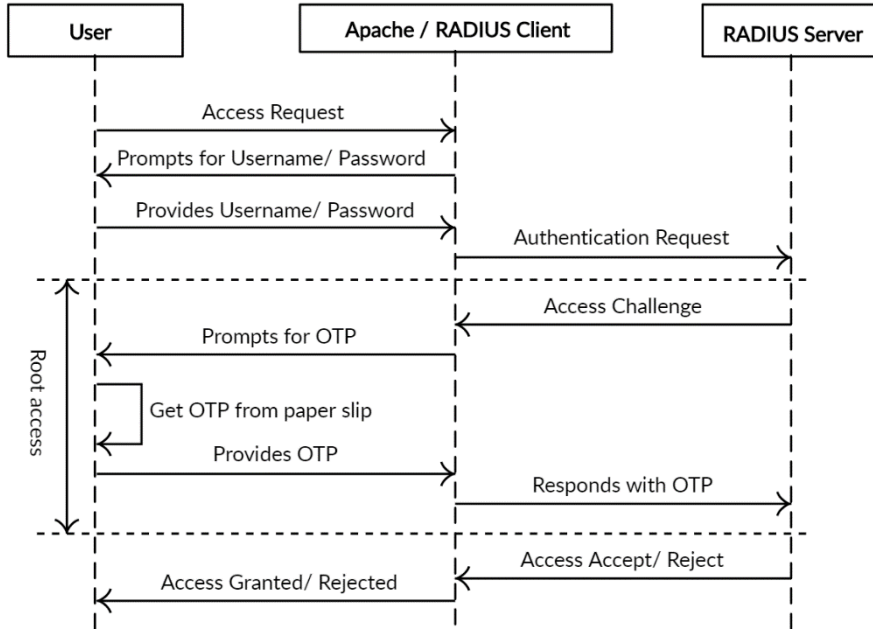 User
Apache / RADIUS Client
RADIUS Server
Access Request
Prompts for Username/ Password
Provides Username/ Password
Authentication Request
Access Challenge
Prompts for OTP
Root access
Get OTP from paper slip
Provides OTP
Responds with OTP
Access Accept/ Reject
Access Granted/ Rejected